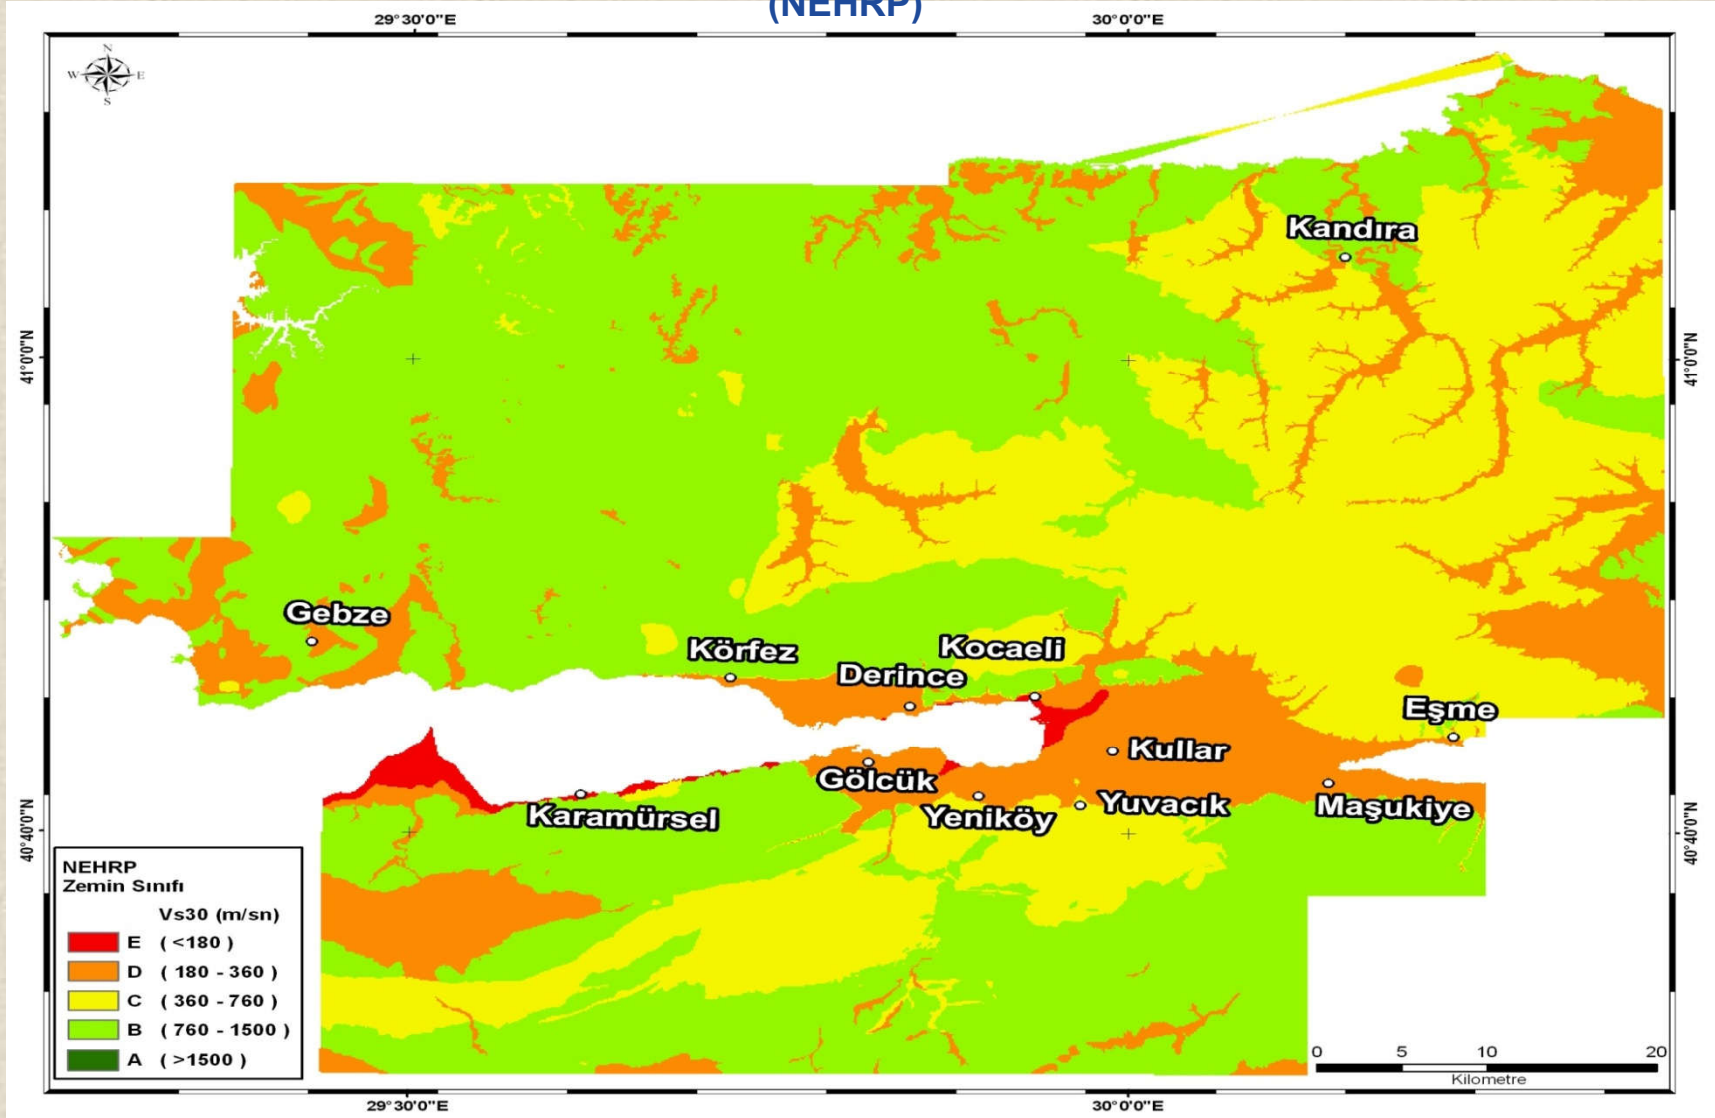 (NEHRP)
29°30'0"E
30°0'0"E
N
W
E
S
Kandıra
41°0'0"N
41°0'0"N
Gebze
Körfez
Kocaeli
Derince
Eşme
Kullar
Gölcük
Karamürsel
Yeniköy
Yuvacık
Maşukiye
40°40'0"N
40°40'0"N
NEHRP
Zemin Sınıfı
Vs30 (m/sn)
E ( <180 )
D ( 180 - 360 )
C ( 360 - 760 )
B ( 760 - 1500 )
A ( >1500 )
0 5 10 20
Kilometre
29°30'0"E
30°0'0"E